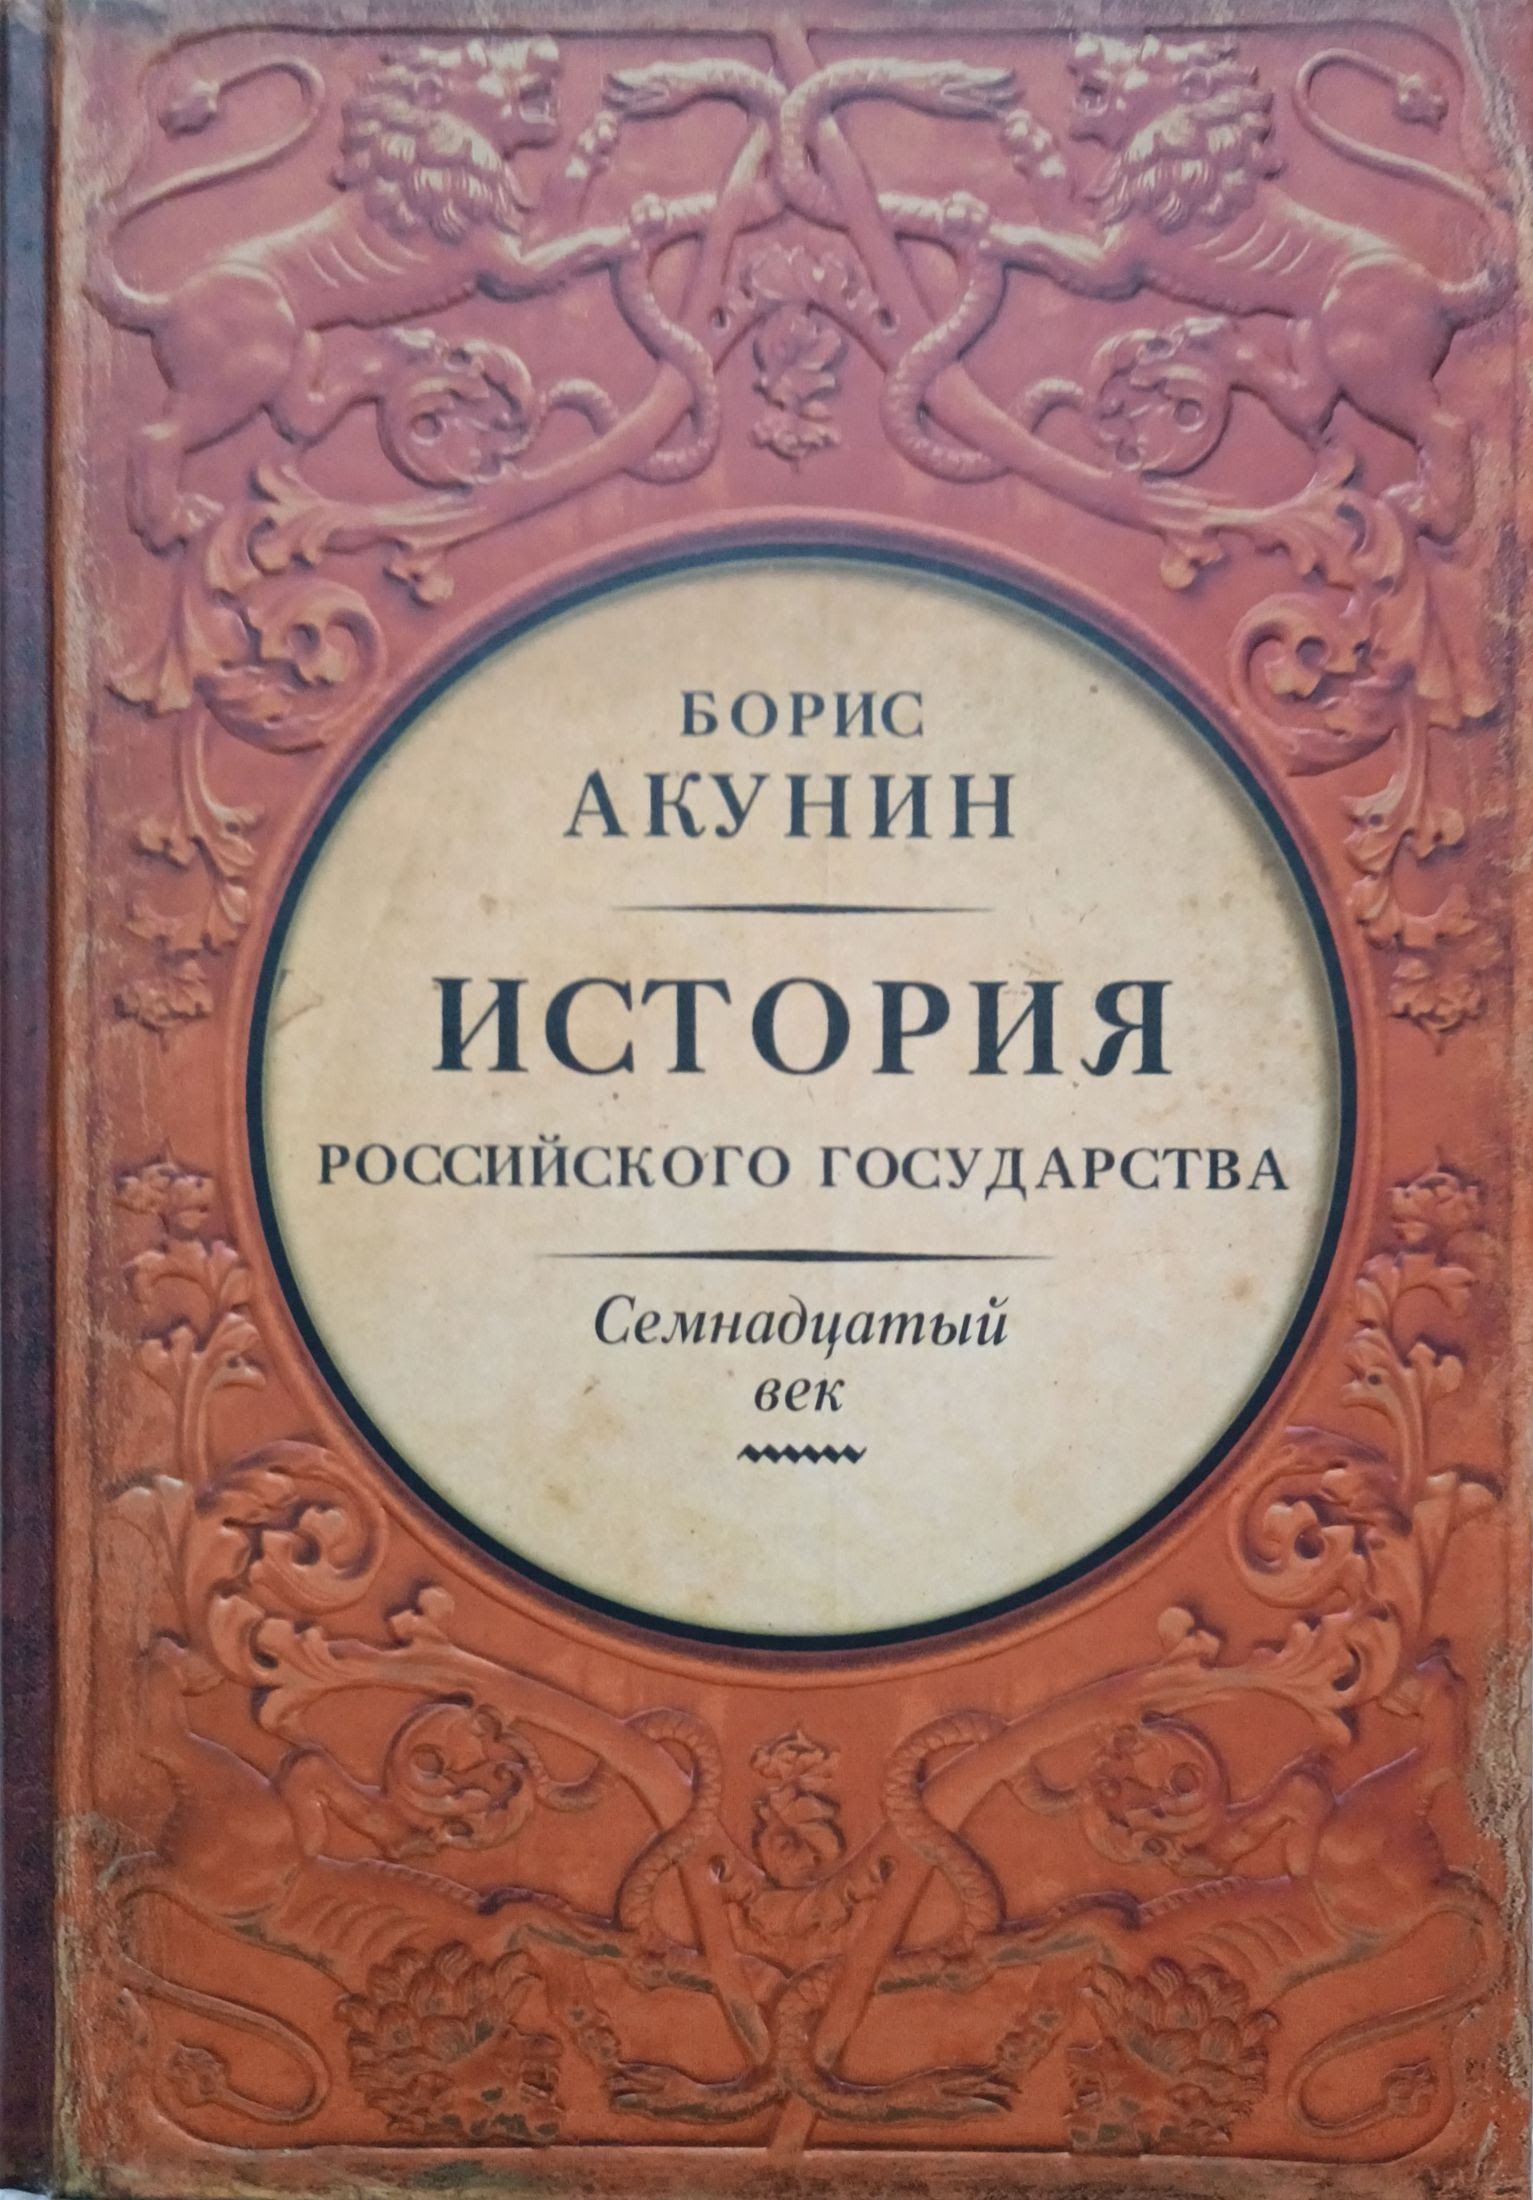 БОРИС
АКУНИН
ИСТОРИЯ
РОССИЙСКОГО ГОСУДАРСТВА
Семнадцатый
век